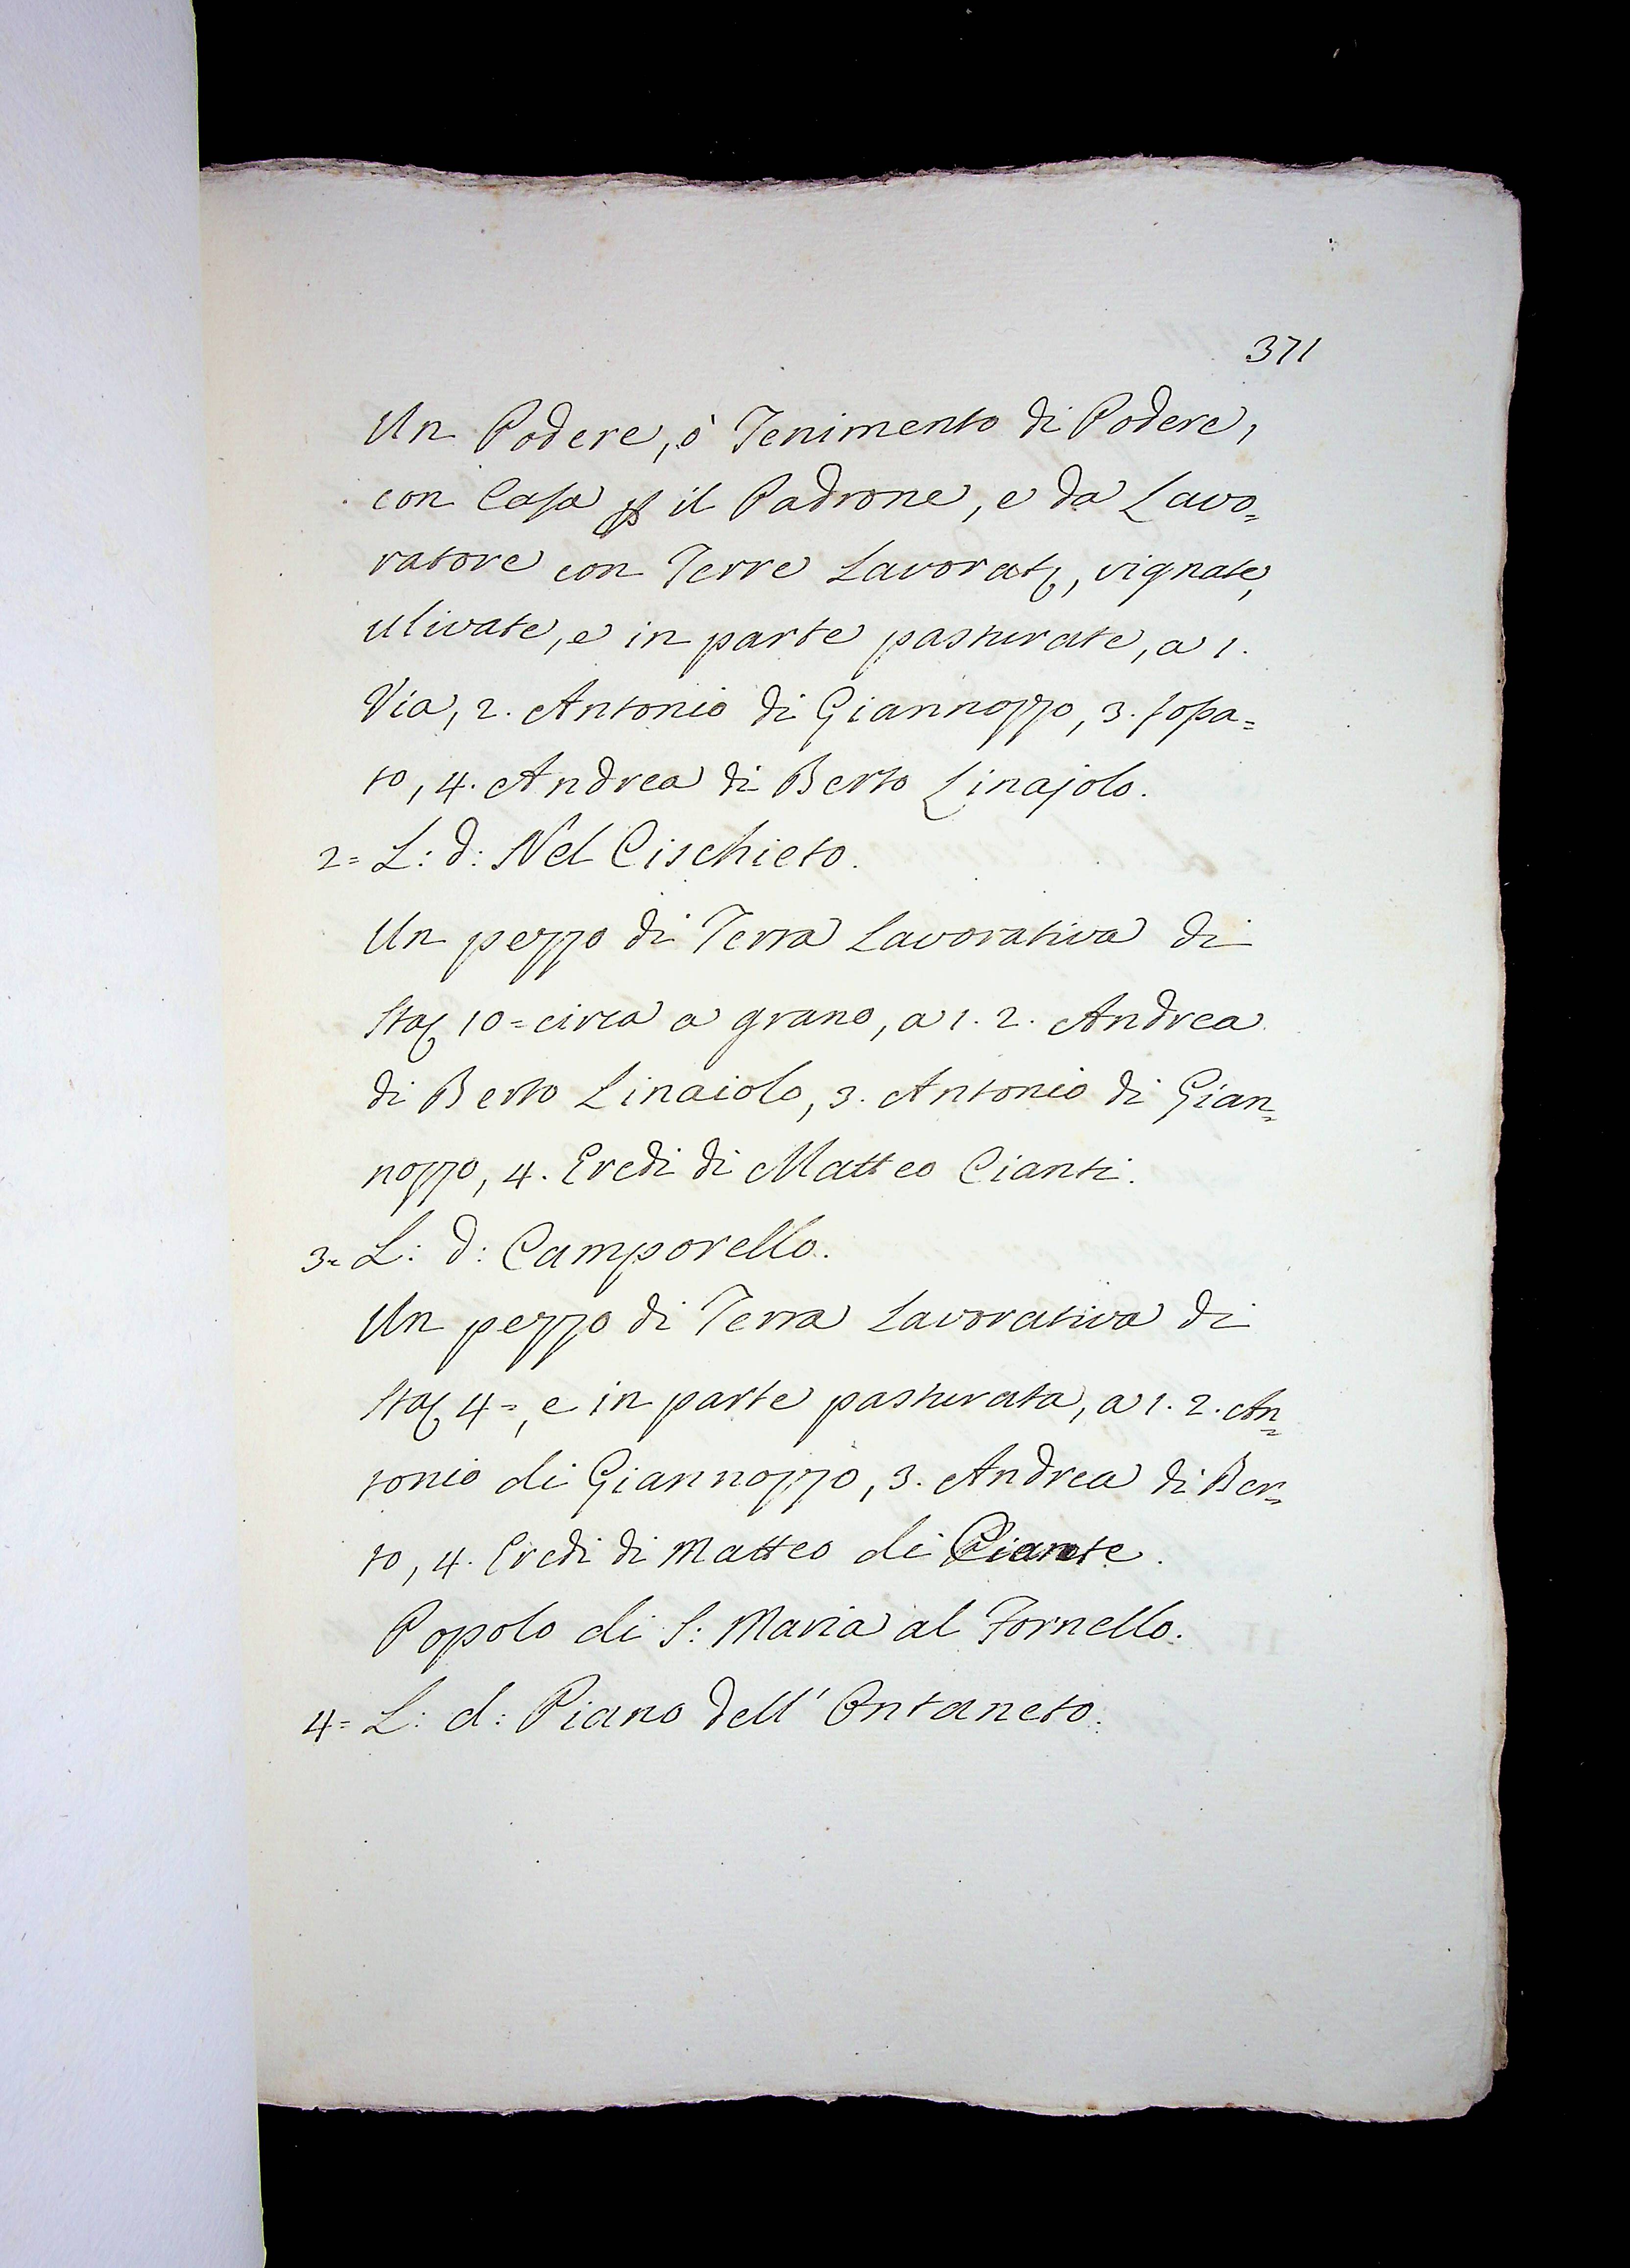 371
Un Podere, ò Tenimento di Podere,
con Casa p il Padrone, e da Lavo=
ratore con Terre Lavorat, vignate,
ulivate, e in parte pasturate, a 1.
Via, 2. Antonio di Giannozzo, 3. fossa=
to, 4. Andrea di Berto Linajolo.
2= L: d: Nel Cischieto.
Un pezzo di Terra Lavorativa di
Sta 10= circa a grano, a 1. 2. Andrea
di Berto Linaiolo, 3. Antonio di Gian=
nozzo, 4. Eredi di Matteo Cianti.
3= L: d: Camporello.
Un pezzo di Terra Lavorativa di
Sta 4=, e in parte pasturata, a 1. 2. An=
tonio di Giannozzo, 3. Andrea di Ber=
to, 4. Eredi di Matteo di Ciante.
Popolo di S: Maria al Fornello.
4= L: d: Piano dell' Ontaneto.